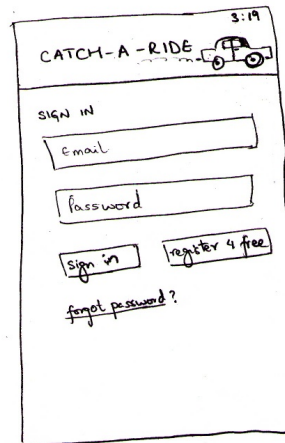 3:19
CATCH-A-RIDE
SIGN IN
Email
Password
sign in register 4 free
forgot password?